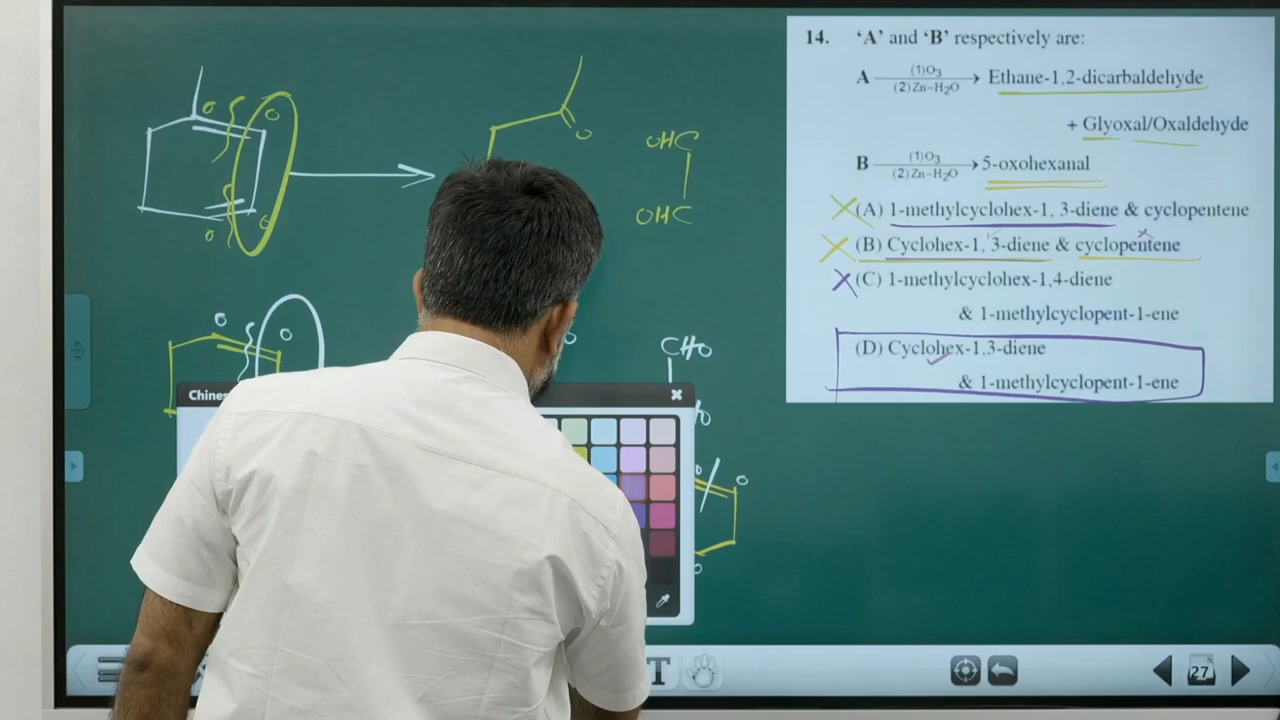 14. ‘A’ and ‘B’ respectively are:
A (1)O₃ (2)Zn–H₂O → Ethane-1,2-dicarbaldehyde
+ Glyoxal/Oxaldehyde
B (1)O₃ (2)Zn–H₂O → 5-oxohexanal
(A) 1-methylcyclohex-1, 3-diene & cyclopentene
(B) Cyclohex-1, 3-diene & cyclopentene
(C) 1-methylcyclohex-1,4-diene
& 1-methylcyclopent-1-ene
(D) Cyclohex-1,3-diene
& 1-methylcyclopent-1-ene
O O
O
O O
OHC
OHC
O O
O
CHO
O
O
O
T
27